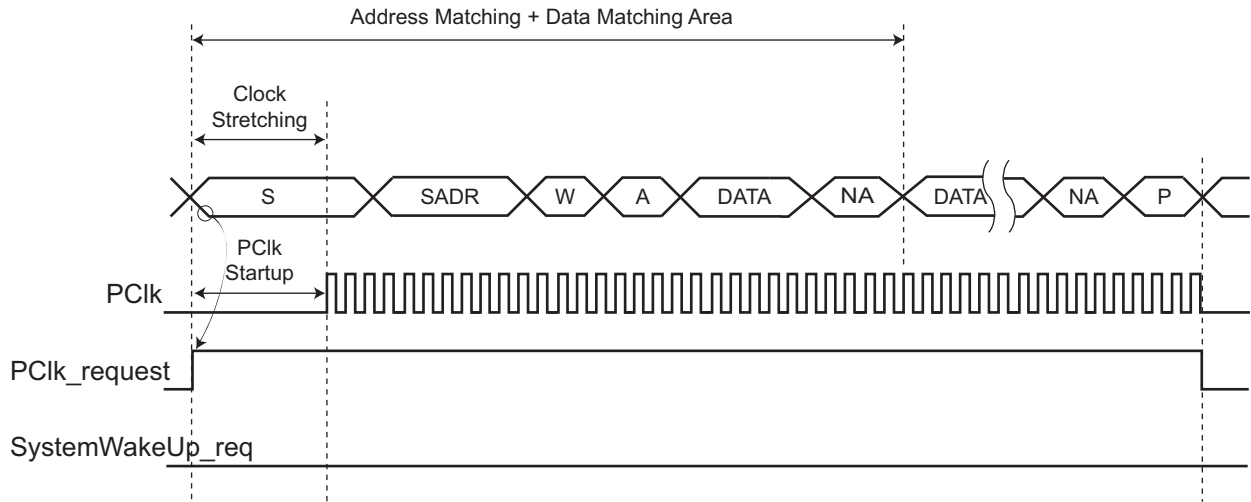 Address Matching + Data Matching Area
Clock
Stretching
S SADR W A DATA NA DATA NA P
PClk
Startup
PClk
PClk_request
SystemWakeUp_req